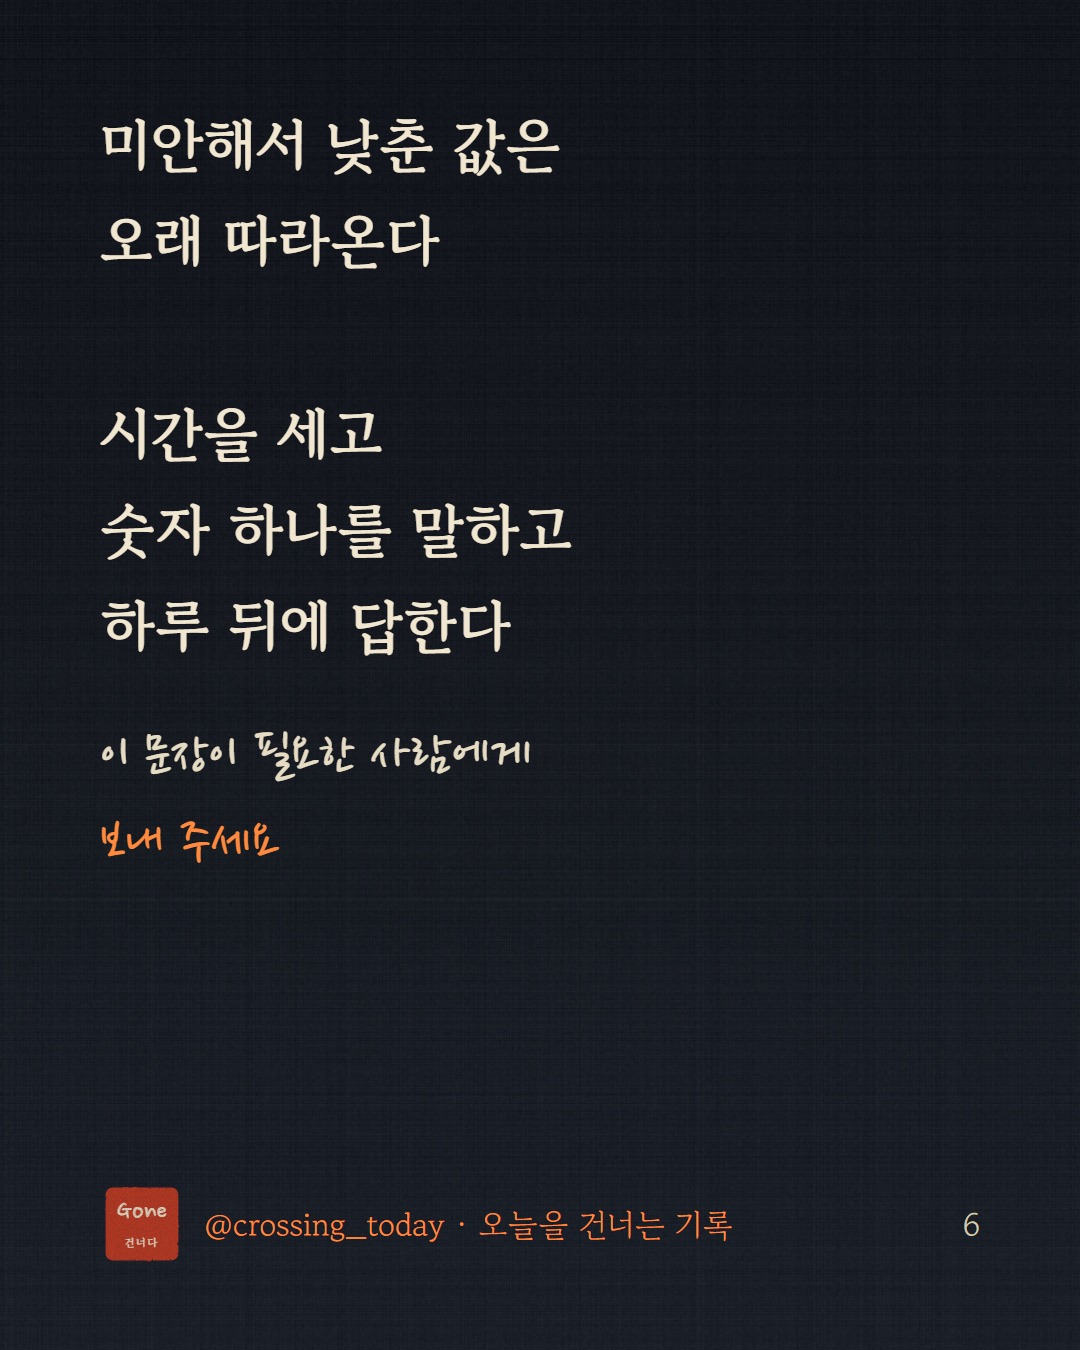 미안해서 낮춘 값은
오래 따라온다
시간을 세고
숫자 하나를 말하고
하루 뒤에 답한다
이 문장이 필요한 사람에게
보내 주세요
Gone
건너다
@crossing_today · 오늘을 건너는 기록
6